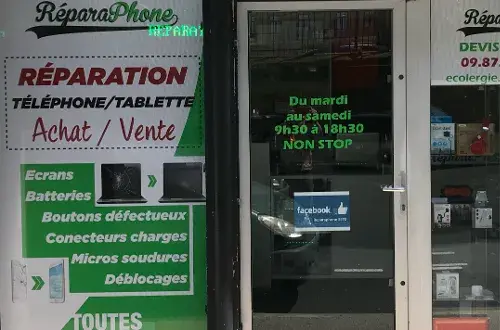 RéparaPhone
RÉPARA
RÉPARATION
TÉLÉPHONE/TABLETTE
Achat / Vente
Ecrans
Batteries
Boutons défectueux
Conecteurs charges
Micros soudures
Déblocages
TOUTES
Du mardi
au samedi
9h30 à 18h30
NON STOP
facebook
RéparaPhone
DEVIS
09.87
ecolergie